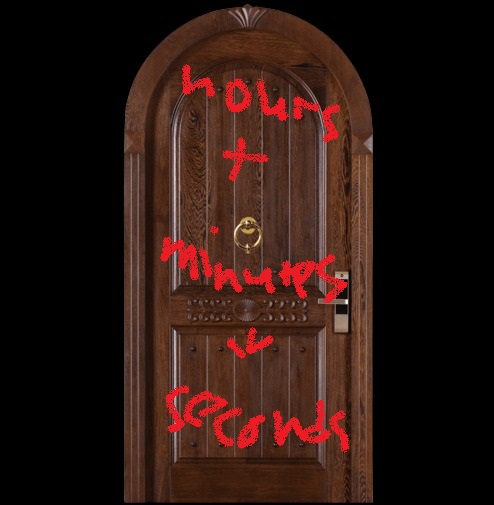 hours
+
minutes
↓
seconds